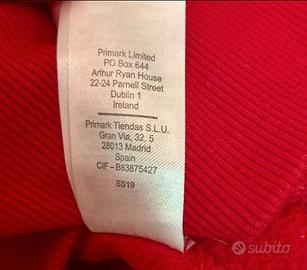 Primark Limited
PO Box 644
Arthur Ryan House
22-24 Parnell Street
Dublin 1
Ireland
Primark Tiendas S.L.U.
Gran Via, 32, 5
28013 Madrid
Spain
CIF – B83875427
SS19
subito